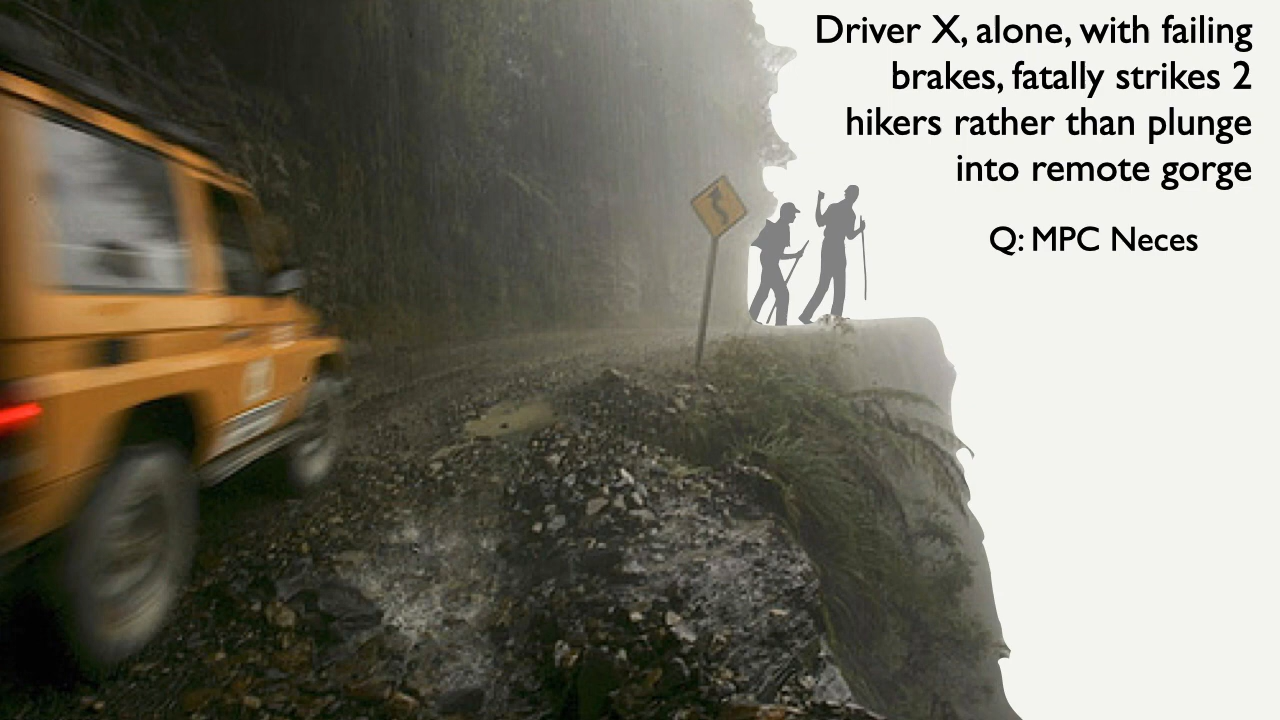 Driver X, alone, with failing
brakes, fatally strikes 2
hikers rather than plunge
into remote gorge
Q: MPC Neces